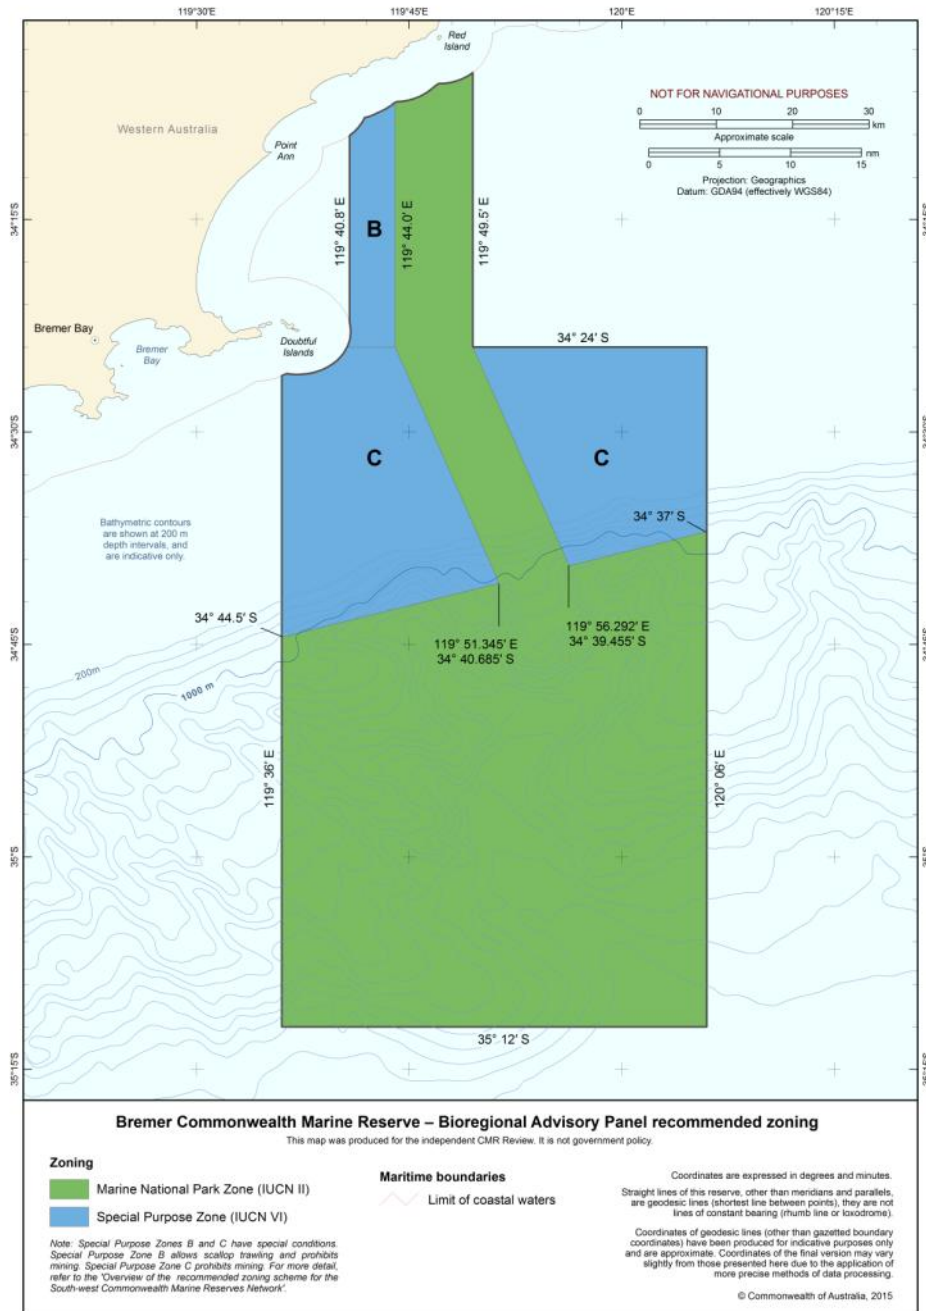 119°30'E
119°45'E
120°E
120°15'E
Red
Island
NOT FOR NAVIGATIONAL PURPOSES
0 10 20 30
km
Approximate scale
nm
0 5 10 15
Projection: Geographics
Datum: GDA94 (effectively WGS84)
Western Australia
Point
Ann
34°15'S
34°15'S
B
119° 40.8' E
119° 44.0' E
119° 49.5' E
Bremer Bay
Bremer
Bay
Doubtful
Islands
34° 24' S
34°30'S
34°30'S
C
C
Bathymetric contours
are shown at 200 m
depth intervals, and
are indicative only.
34° 37' S
34° 44.5' S
119° 51.345' E
34° 40.685' S
119° 56.292' E
34° 39.455' S
34°45'S
34°45'S
200m
1000 m
119° 36' E
120° 06' E
35°S
35°S
35° 12' S
35°15'S
35°15'S
Bremer Commonwealth Marine Reserve – Bioregional Advisory Panel recommended zoning
This map was produced for the independent CMR Review. It is not government policy.
Zoning
Marine National Park Zone (IUCN II)
Special Purpose Zone (IUCN VI)
Note: Special Purpose Zones B and C have special conditions.
Special Purpose Zone B allows scallop trawling and prohibits
mining. Special Purpose Zone C prohibits mining. For more detail,
refer to the 'Overview of the recommended zoning scheme for the
South-west Commonwealth Marine Reserves Network'.
Maritime boundaries
Limit of coastal waters
Coordinates are expressed in degrees and minutes.
Straight lines of this reserve, other than meridians and parallels,
are geodesic lines (shortest line between points), they are not
lines of constant bearing (rhumb line or loxodrome).
Coordinates of geodesic lines (other than gazetted boundary
coordinates) have been produced for indicative purposes only
and are approximate. Coordinates of the final version may vary
slightly from those presented here due to the application of
more precise methods of data processing.
© Commonwealth of Australia, 2015